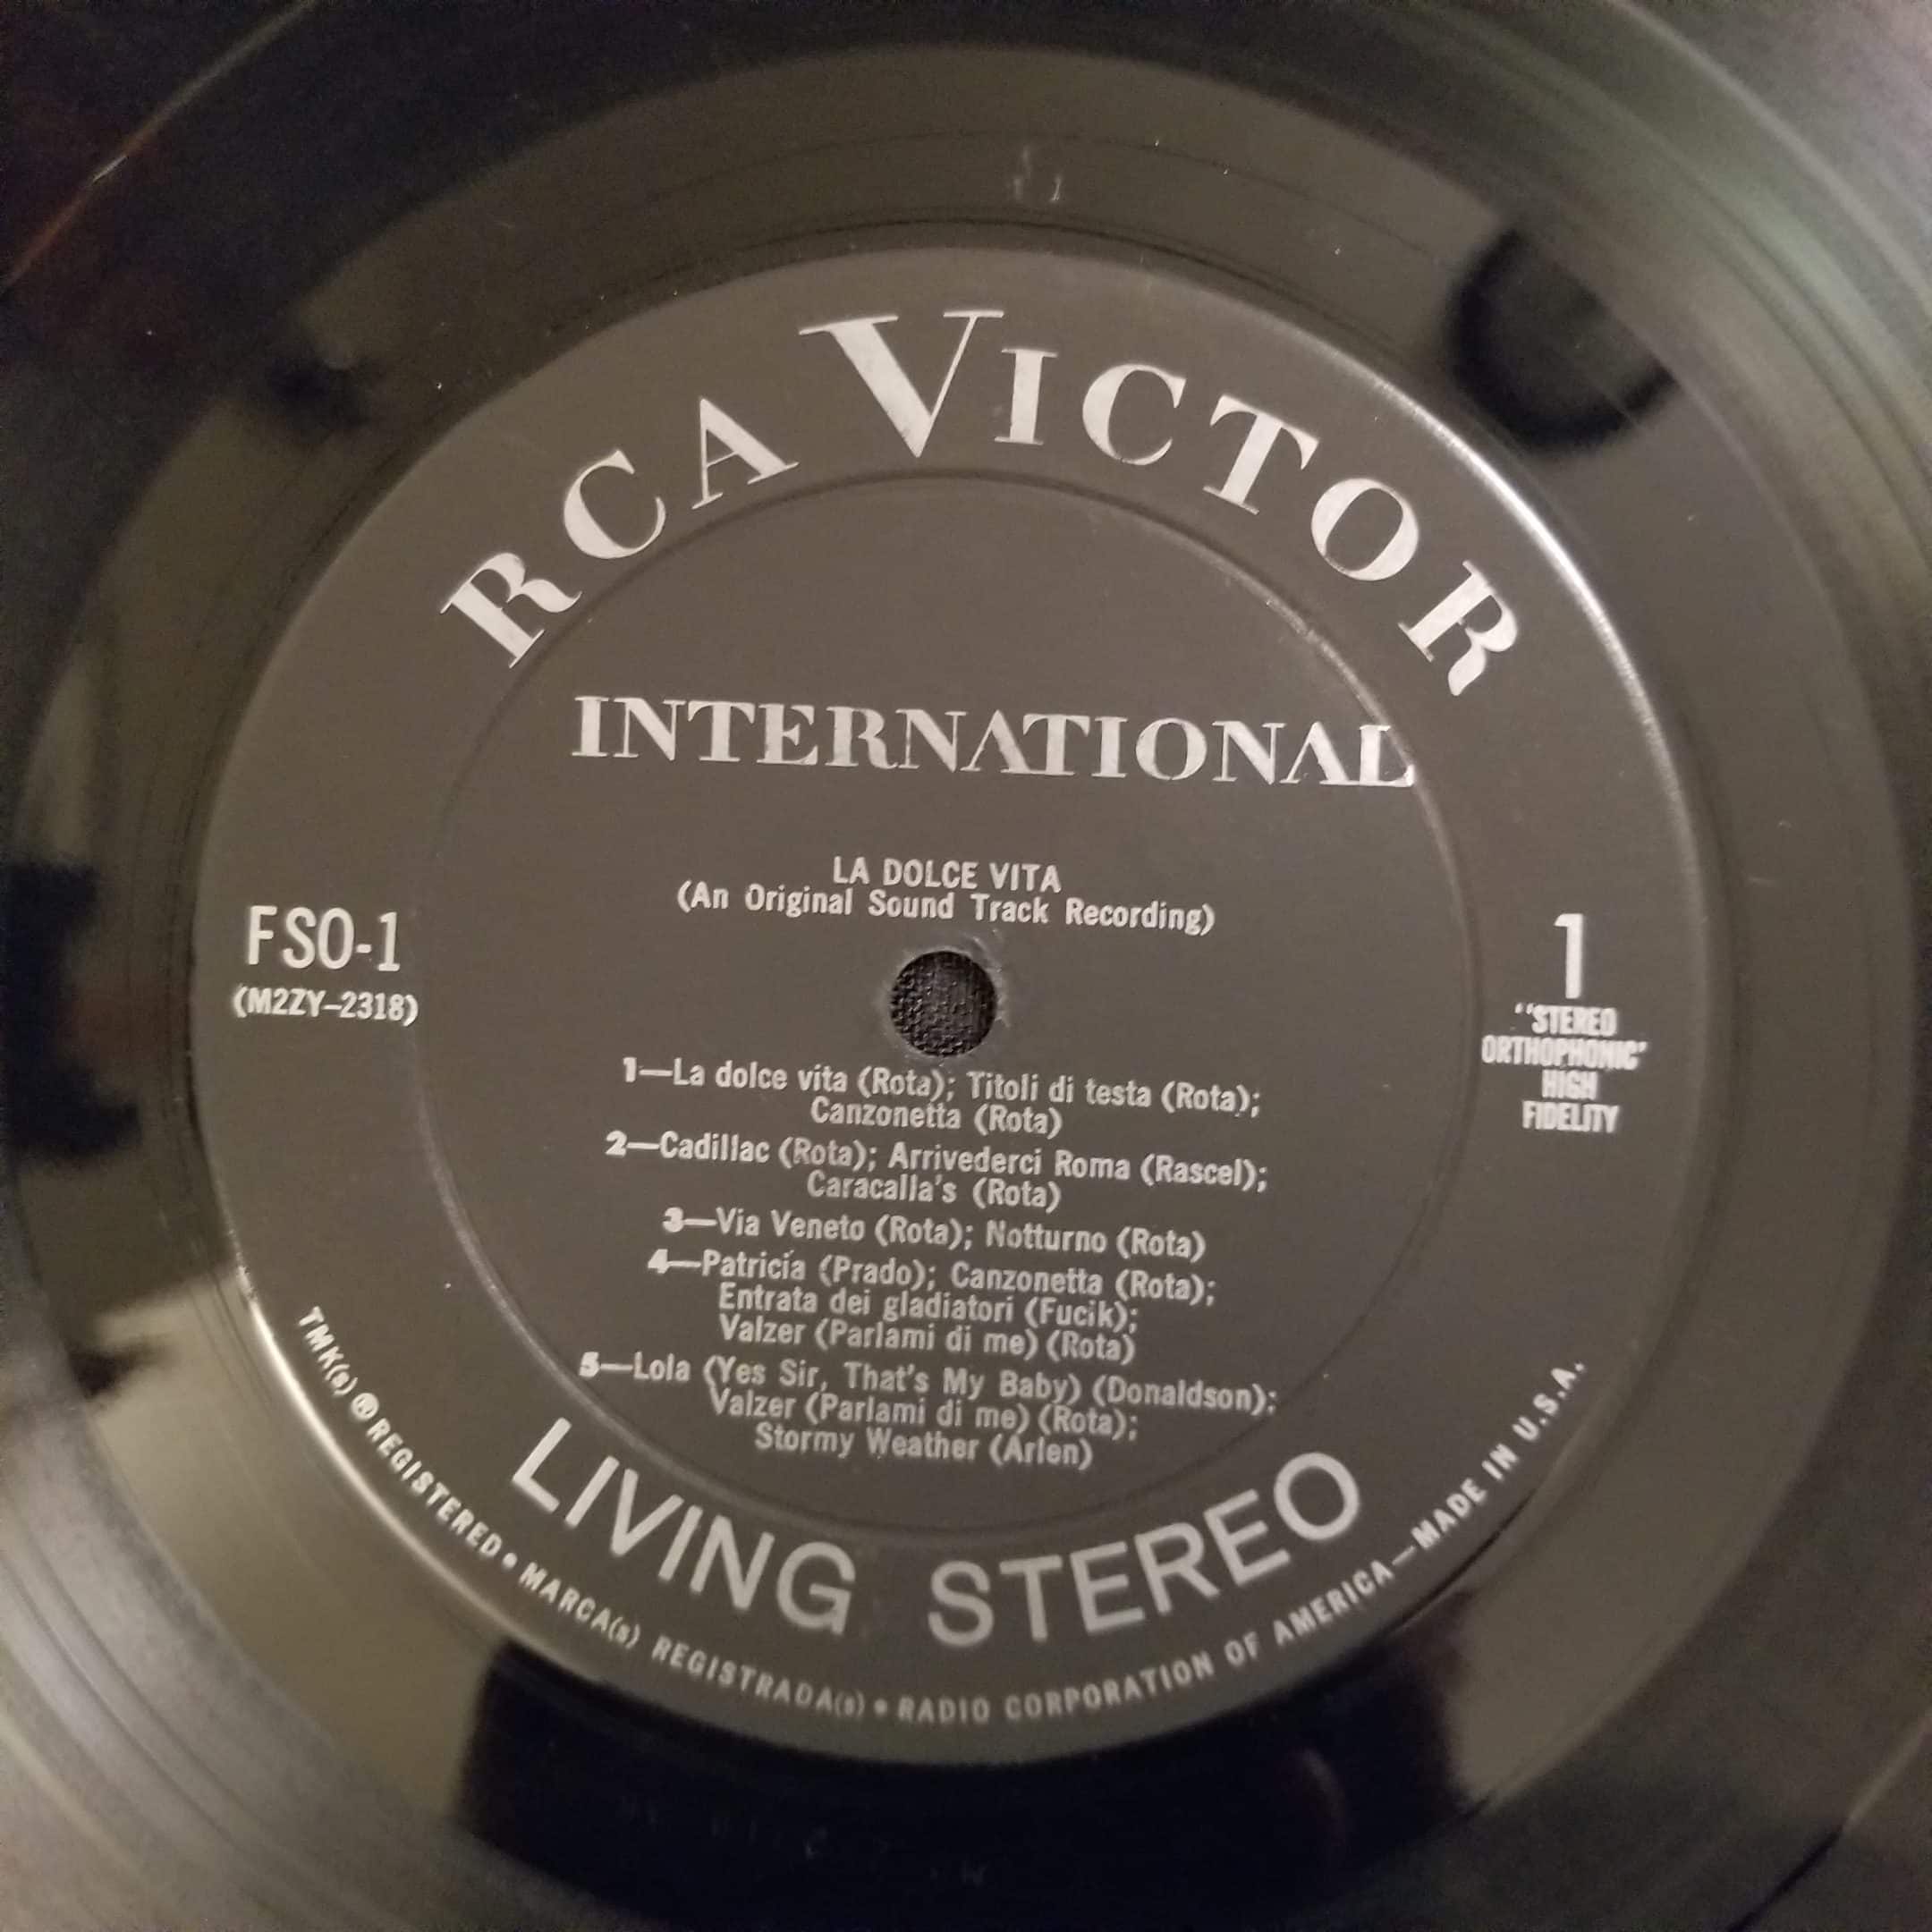 RCA VICTOR
INTERNATIONAL
LA DOLCE VITA
(An Original Sound Track Recording)
FSO-1
(M2ZY-2318)
1
"STEREO
ORTHOPHONIC"
HIGH
FIDELITY
1—La dolce vita (Rota); Titoli di testa (Rota);
Canzonetta (Rota)
2—Cadillac (Rota); Arrivederci Roma (Rascel);
Caracalla's (Rota)
3—Via Veneto (Rota); Notturno (Rota)
4—Patricia (Prado); Canzonetta (Rota);
Entrata dei gladiatori (Fucik);
Valzer (Parlami di me) (Rota)
5—Lola (Yes Sir, That's My Baby) (Donaldson);
Valzer (Parlami di me) (Rota);
Stormy Weather (Arlen)
LIVING STEREO
TMK(s) ® REGISTERED • MARCA(s) REGISTRADA(s) • RADIO CORPORATION OF AMERICA—MADE IN U.S.A.